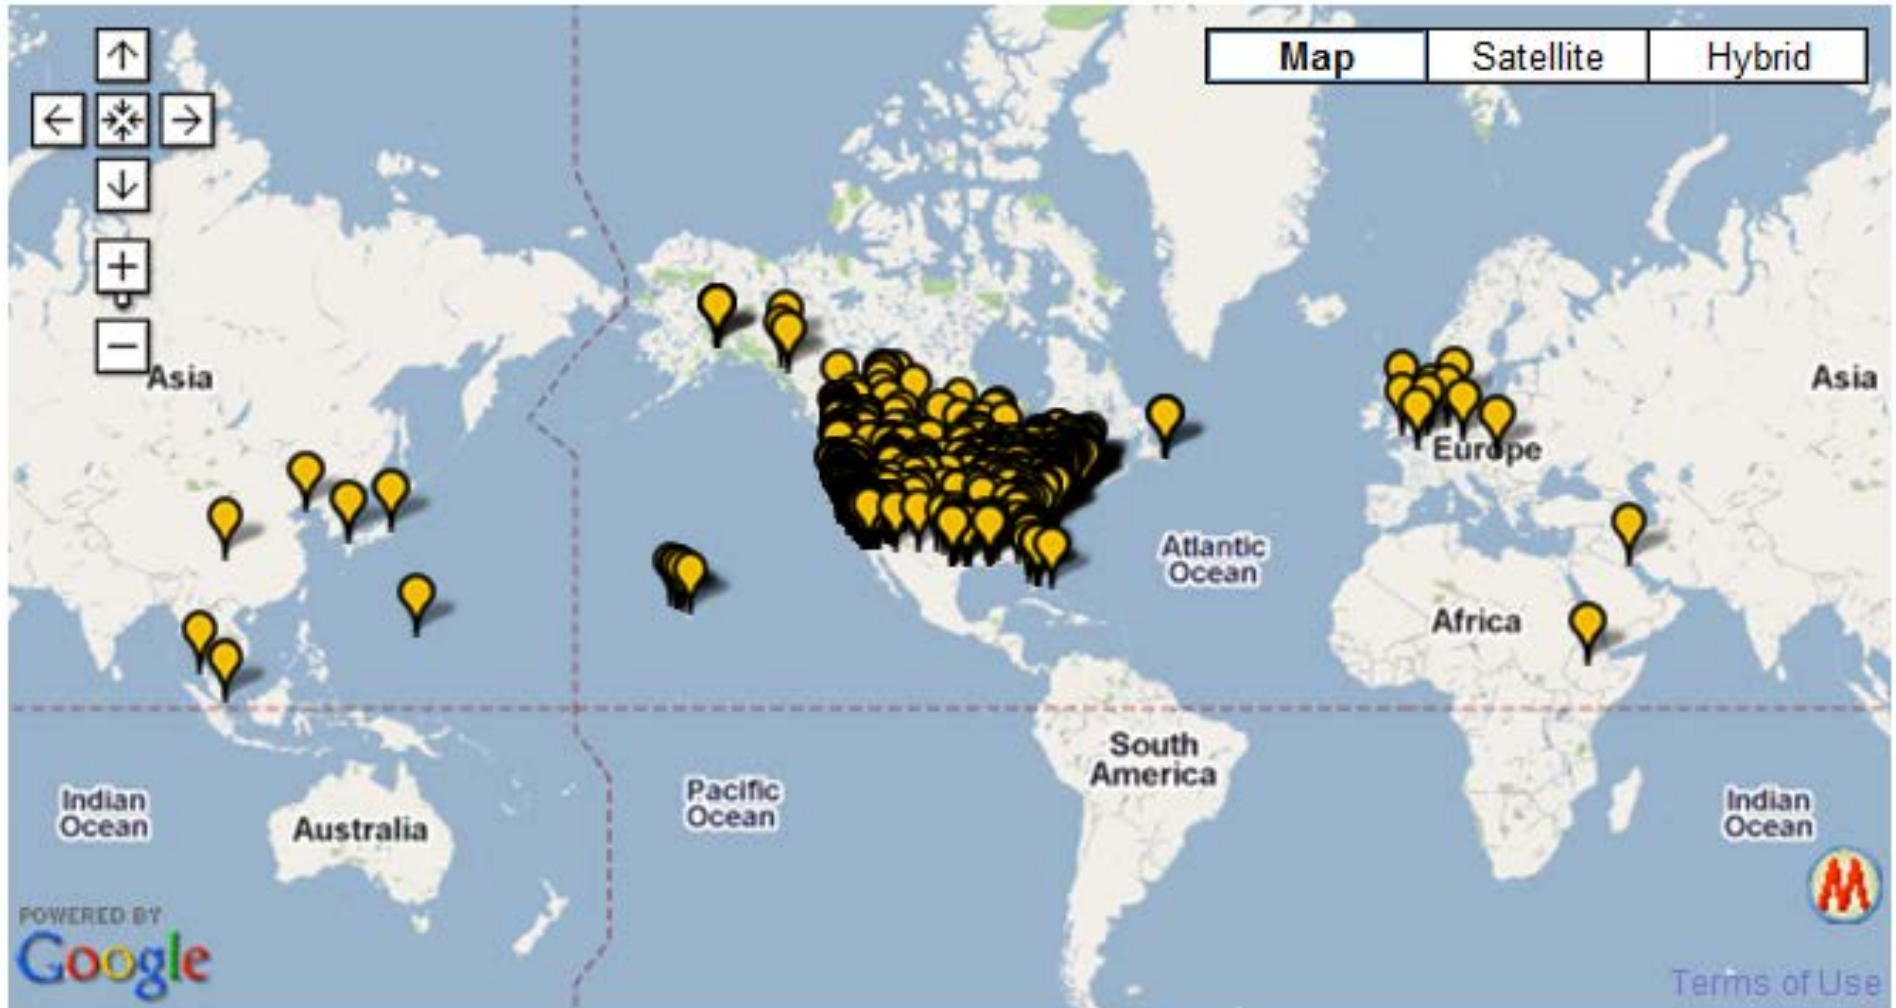 Map Satellite Hybrid
Asia
Asia
Europe
Atlantic
Ocean
Africa
South
America
Pacific
Ocean
Indian
Ocean
Australia
Indian
Ocean
M
POWERED BY
Google
Terms of Use